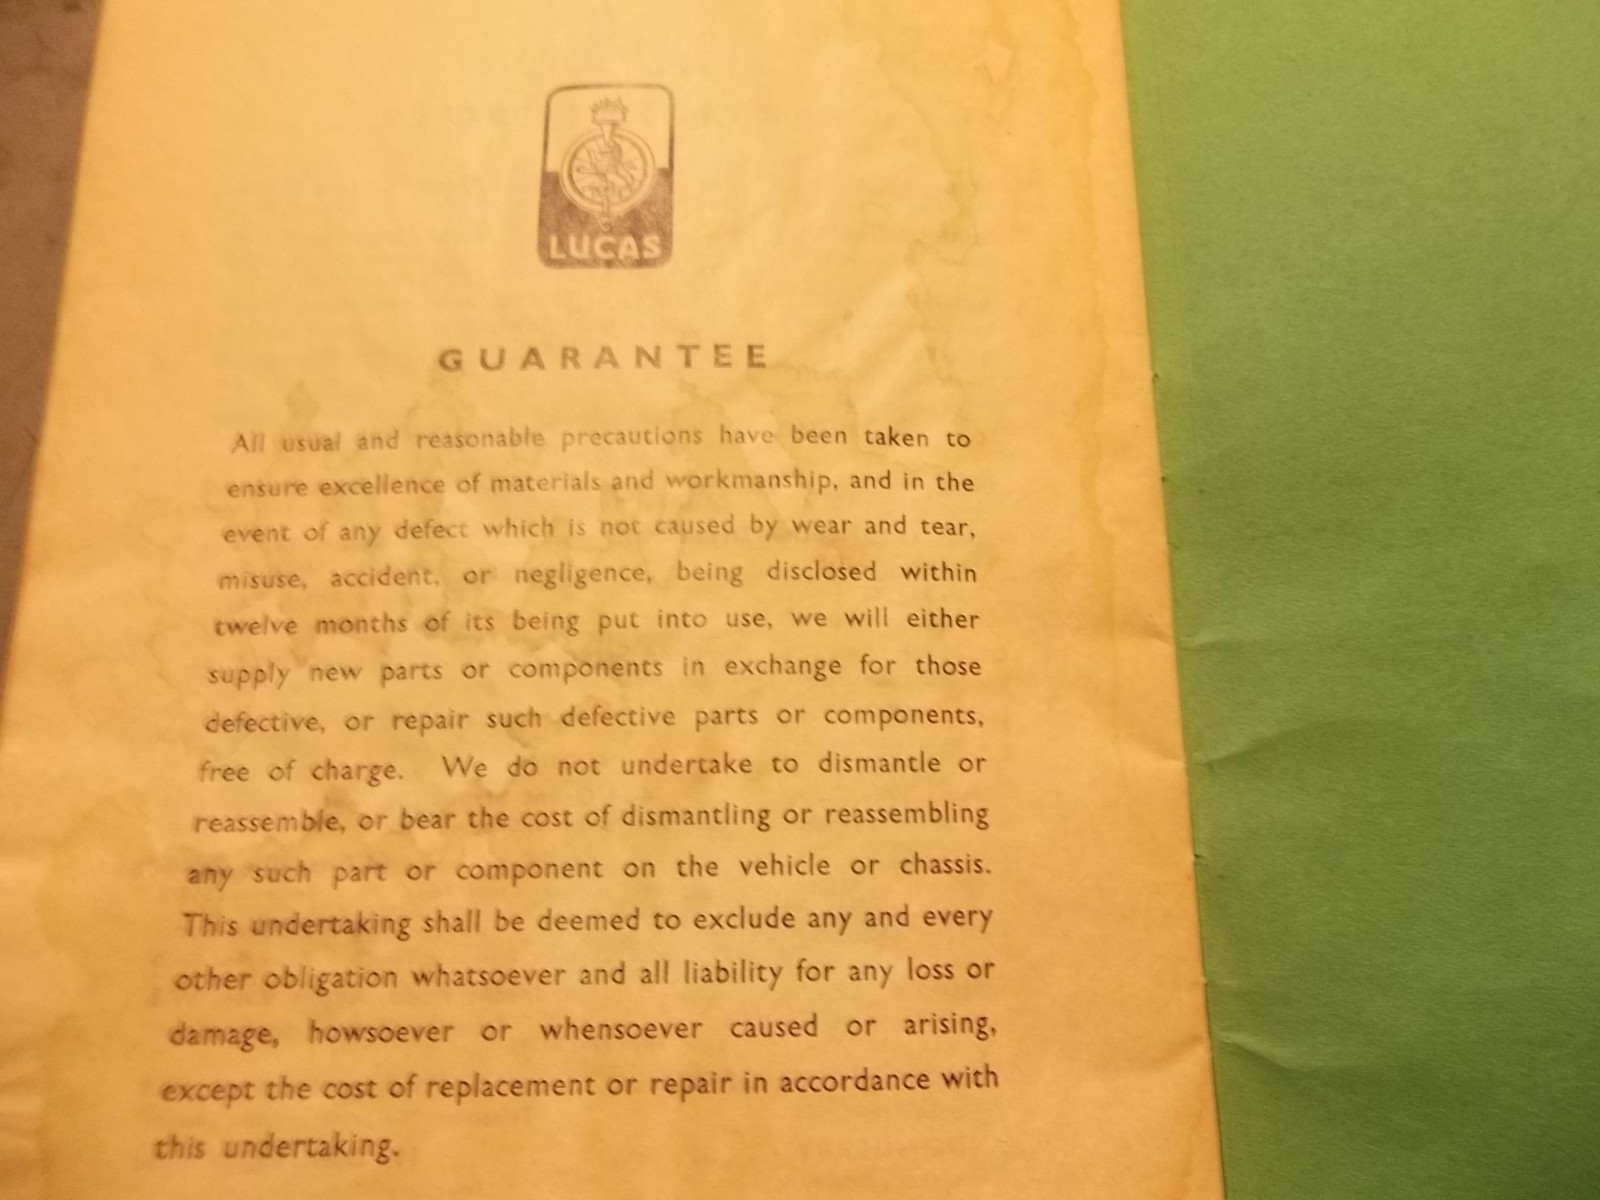 LUCAS
GUARANTEE
All usual and reasonable precautions have been taken to
ensure excellence of materials and workmanship, and in the
event of any defect which is not caused by wear and tear,
misuse, accident, or negligence, being disclosed within
twelve months of its being put into use, we will either
supply new parts or components in exchange for those
defective, or repair such defective parts or components,
free of charge. We do not undertake to dismantle or
reassemble, or bear the cost of dismantling or reassembling
any such part or component on the vehicle or chassis.
This undertaking shall be deemed to exclude any and every
other obligation whatsoever and all liability for any loss or
damage, howsoever or whensoever caused or arising,
except the cost of replacement or repair in accordance with
this undertaking.